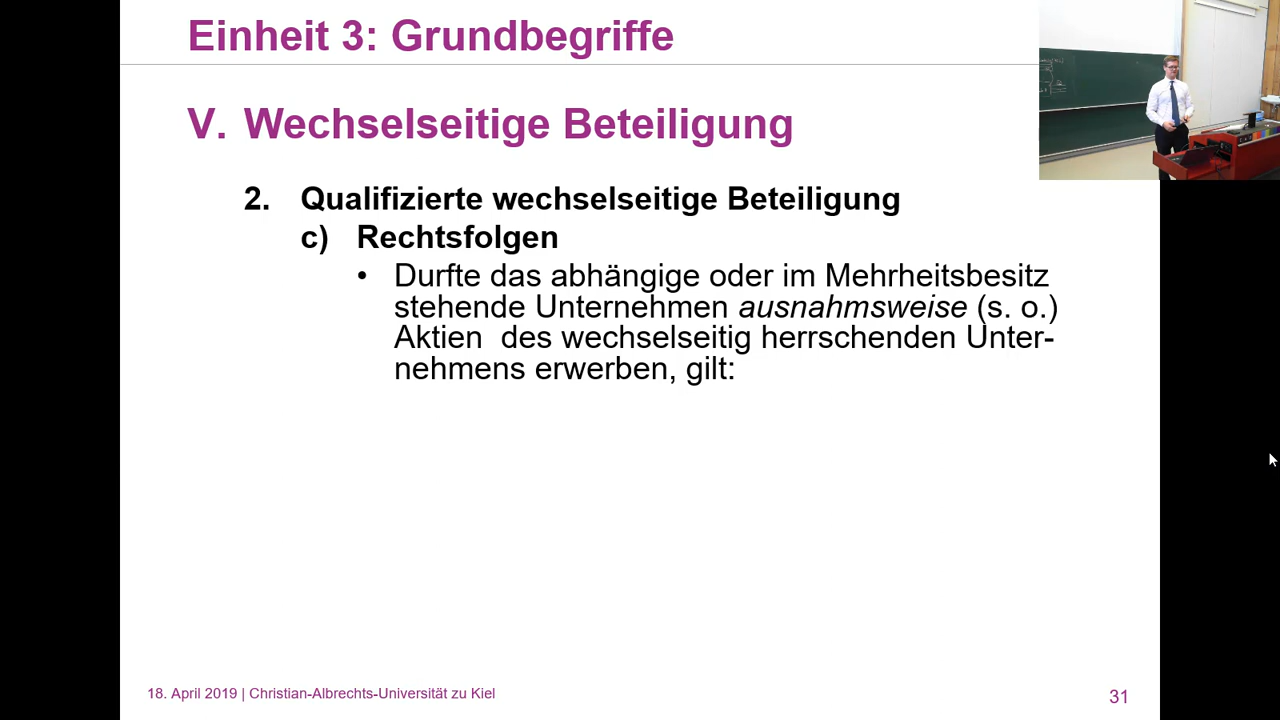 Einheit 3: Grundbegriffe
V. Wechselseitige Beteiligung
2. Qualifizierte wechselseitige Beteiligung
c) Rechtsfolgen
• Durfte das abhängige oder im Mehrheitsbesitz
stehende Unternehmen ausnahmsweise (s. o.)
Aktien des wechselseitig herrschenden Unter-
nehmens erwerben, gilt:
18. April 2019 | Christian-Albrechts-Universität zu Kiel
31